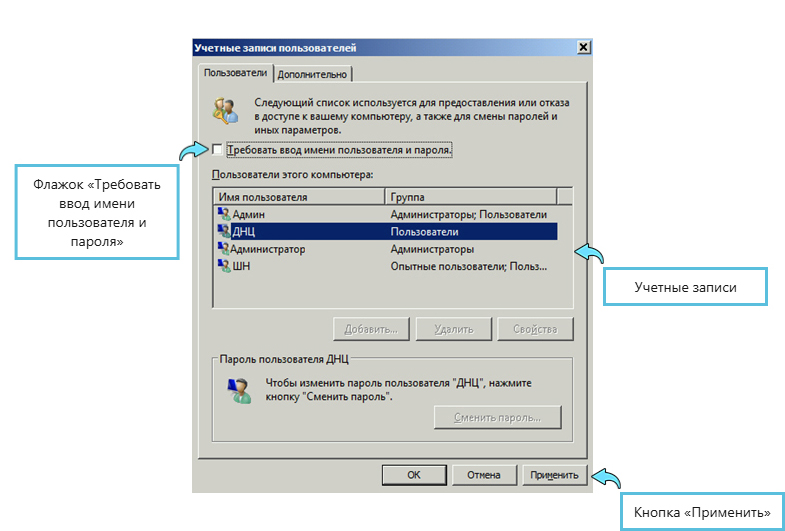 Учетные записи пользователей
Пользователи
Дополнительно
Следующий список используется для предоставления или отказа
в доступе к вашему компьютеру, а также для смены паролей и
иных параметров.
Требовать ввод имени пользователя и пароля.
Флажок «Требовать
ввод имени
пользователя и
пароля»
Пользователи этого компьютера:
Имя пользователя Группа
Админ Администраторы; Пользователи
ДНЦ Пользователи
Администратор Администраторы
ШН Опытные пользователи; Польз...
Учетные записи
Добавить... Удалить Свойства
Пароль пользователя ДНЦ
Чтобы изменить пароль пользователя "ДНЦ", нажмите
кнопку "Сменить пароль".
Сменить пароль...
ОК Отмена Применить
Кнопка «Применить»